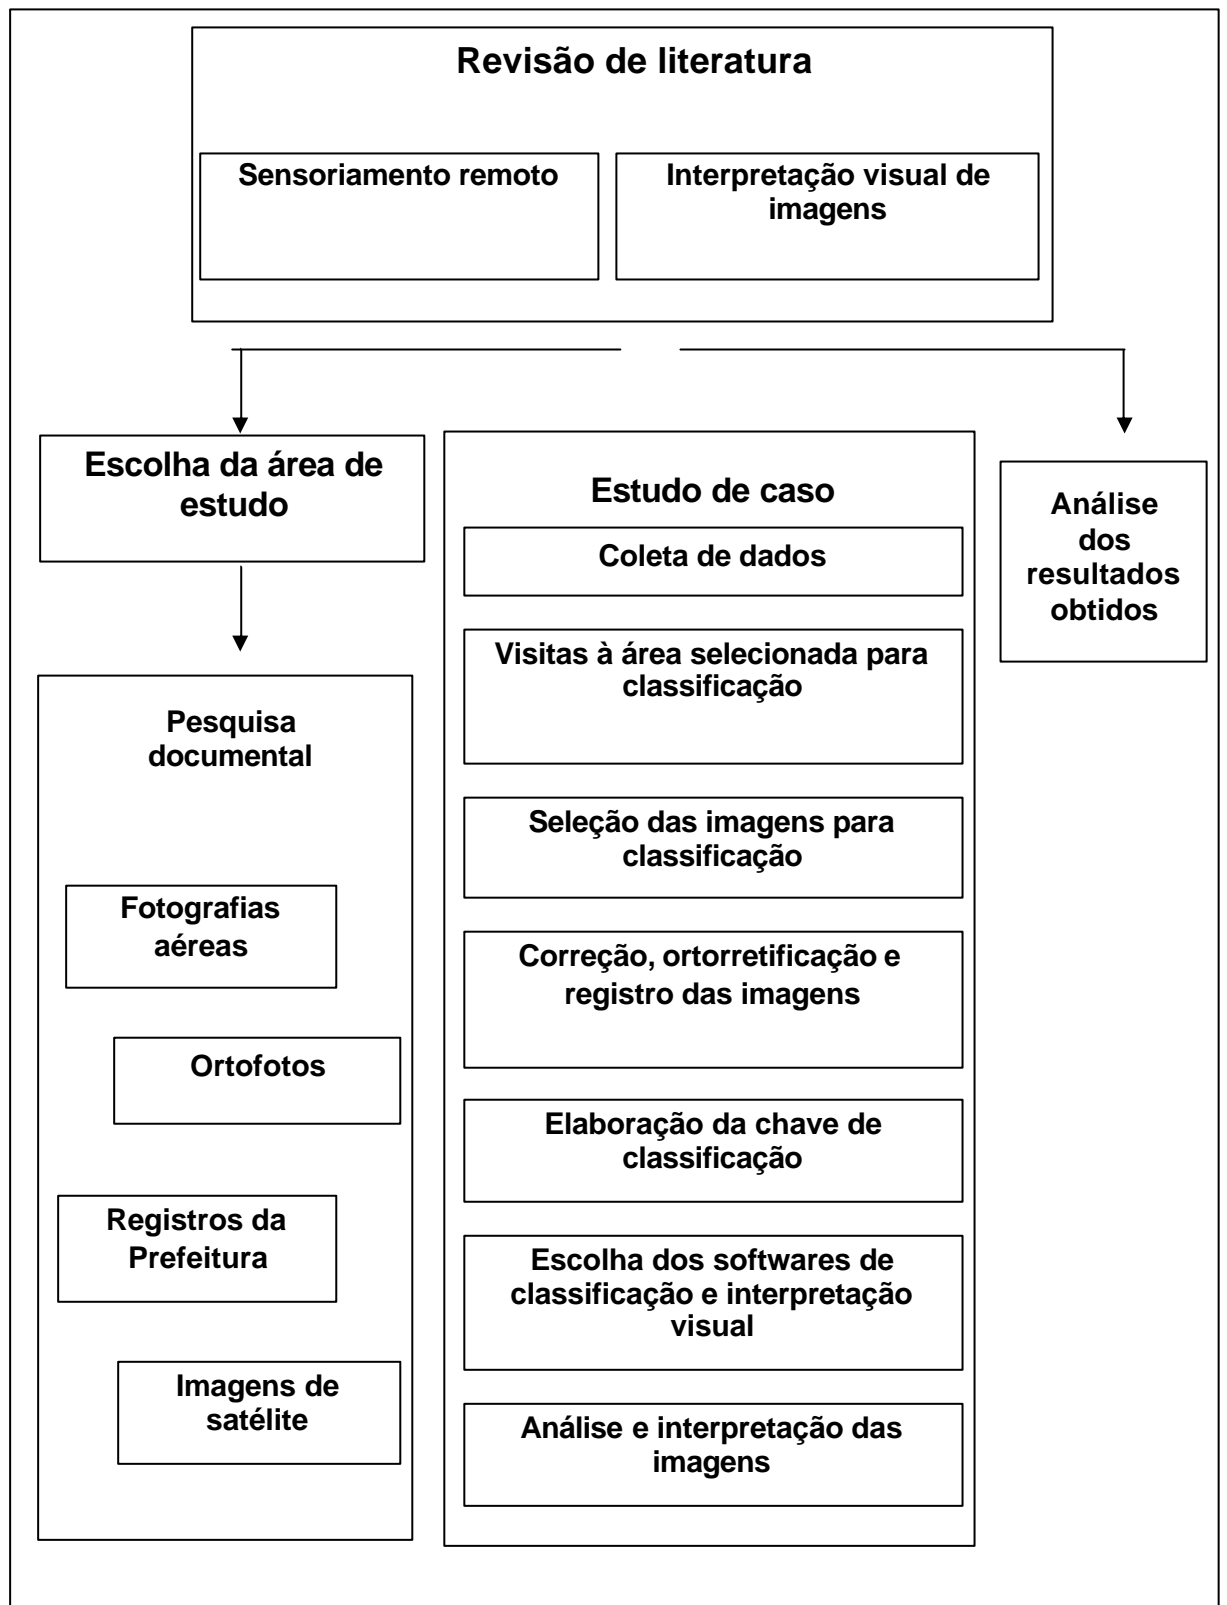 Revisão de literatura
Sensoriamento remoto
Interpretação visual de
imagens
Escolha da área de
estudo
Pesquisa
documental
Fotografias
aéreas
Ortofotos
Registros da
Prefeitura
Imagens de
satélite
Estudo de caso
Coleta de dados
Visitas à área selecionada para
classificação
Seleção das imagens para
classificação
Correção, ortorretificação e
registro das imagens
Elaboração da chave de
classificação
Escolha dos softwares de
classificação e interpretação
visual
Análise e interpretação das
imagens
Análise
dos
resultados
obtidos